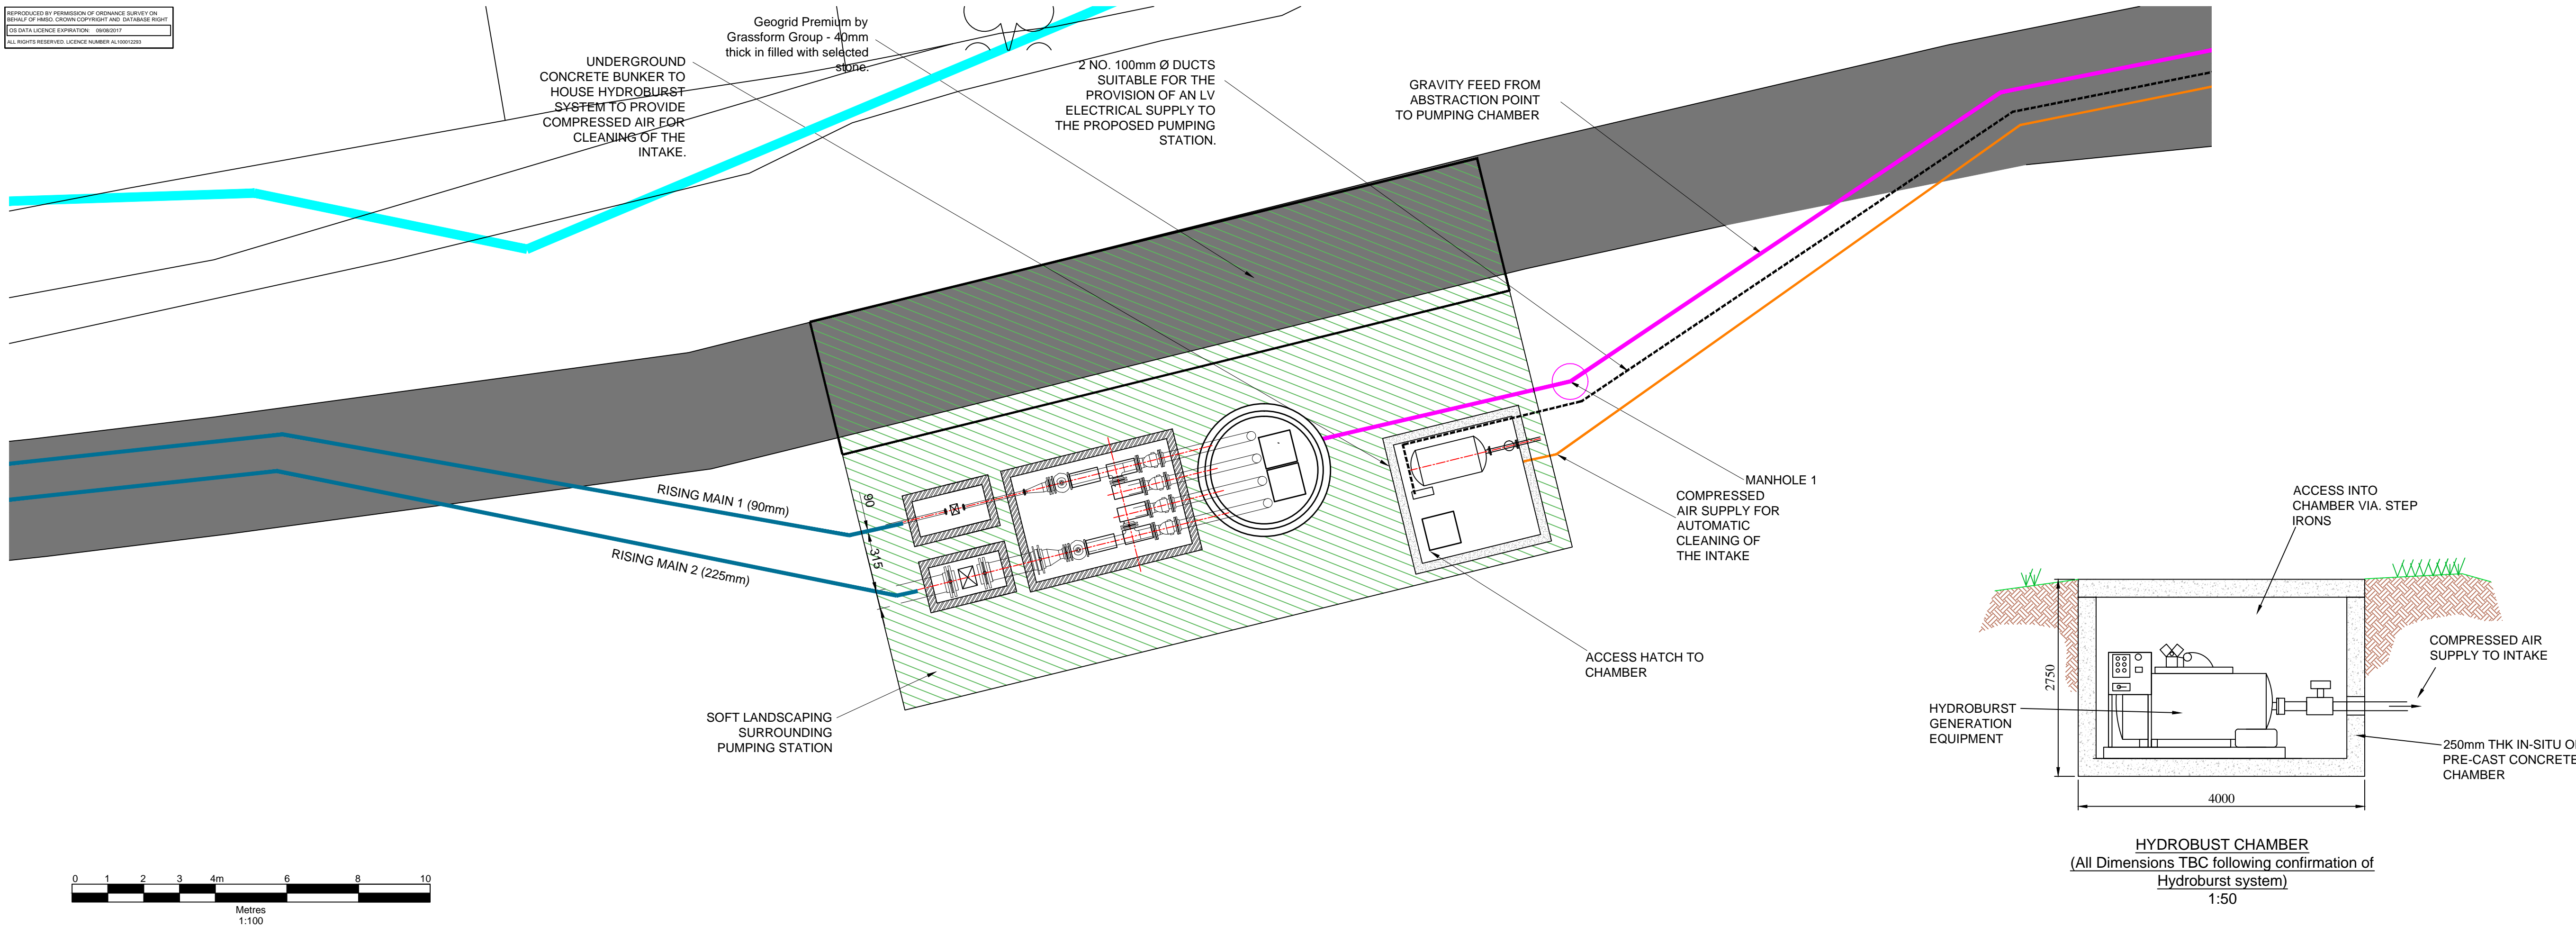 REPRODUCED BY PERMISSION OF ORDNANCE SURVEY ON
BEHALF OF HMSO. CROWN COPYRIGHT AND DATABASE RIGHT
OS DATA LICENCE EXPIRATION: 09/08/2017
ALL RIGHTS RESERVED. LICENCE NUMBER AL100012293
Geogrid Premium by
Grassform Group - 40mm
thick in filled with selected
stone.
UNDERGROUND
CONCRETE BUNKER TO
HOUSE HYDROBURST
SYSTEM TO PROVIDE
COMPRESSED AIR FOR
CLEANING OF THE
INTAKE.
2 NO. 100mm Ø DUCTS
SUITABLE FOR THE
PROVISION OF AN LV
ELECTRICAL SUPPLY TO
THE PROPOSED PUMPING
STATION.
GRAVITY FEED FROM
ABSTRACTION POINT
TO PUMPING CHAMBER
RISING MAIN 1 (90mm)
RISING MAIN 2 (225mm)
90
315
MANHOLE 1
COMPRESSED
AIR SUPPLY FOR
AUTOMATIC
CLEANING OF
THE INTAKE
ACCESS HATCH TO
CHAMBER
SOFT LANDSCAPING
SURROUNDING
PUMPING STATION
ACCESS INTO
CHAMBER VIA. STEP
IRONS
COMPRESSED AIR
SUPPLY TO INTAKE
HYDROBURST
GENERATION
EQUIPMENT
250mm THK IN-SITU O
PRE-CAST CONCRETE
CHAMBER
2750
4000
HYDROBUST CHAMBER
(All Dimensions TBC following confirmation of
Hydroburst system)
1:50
0 1 2 3 4m 6 8 10
Metres
1:100